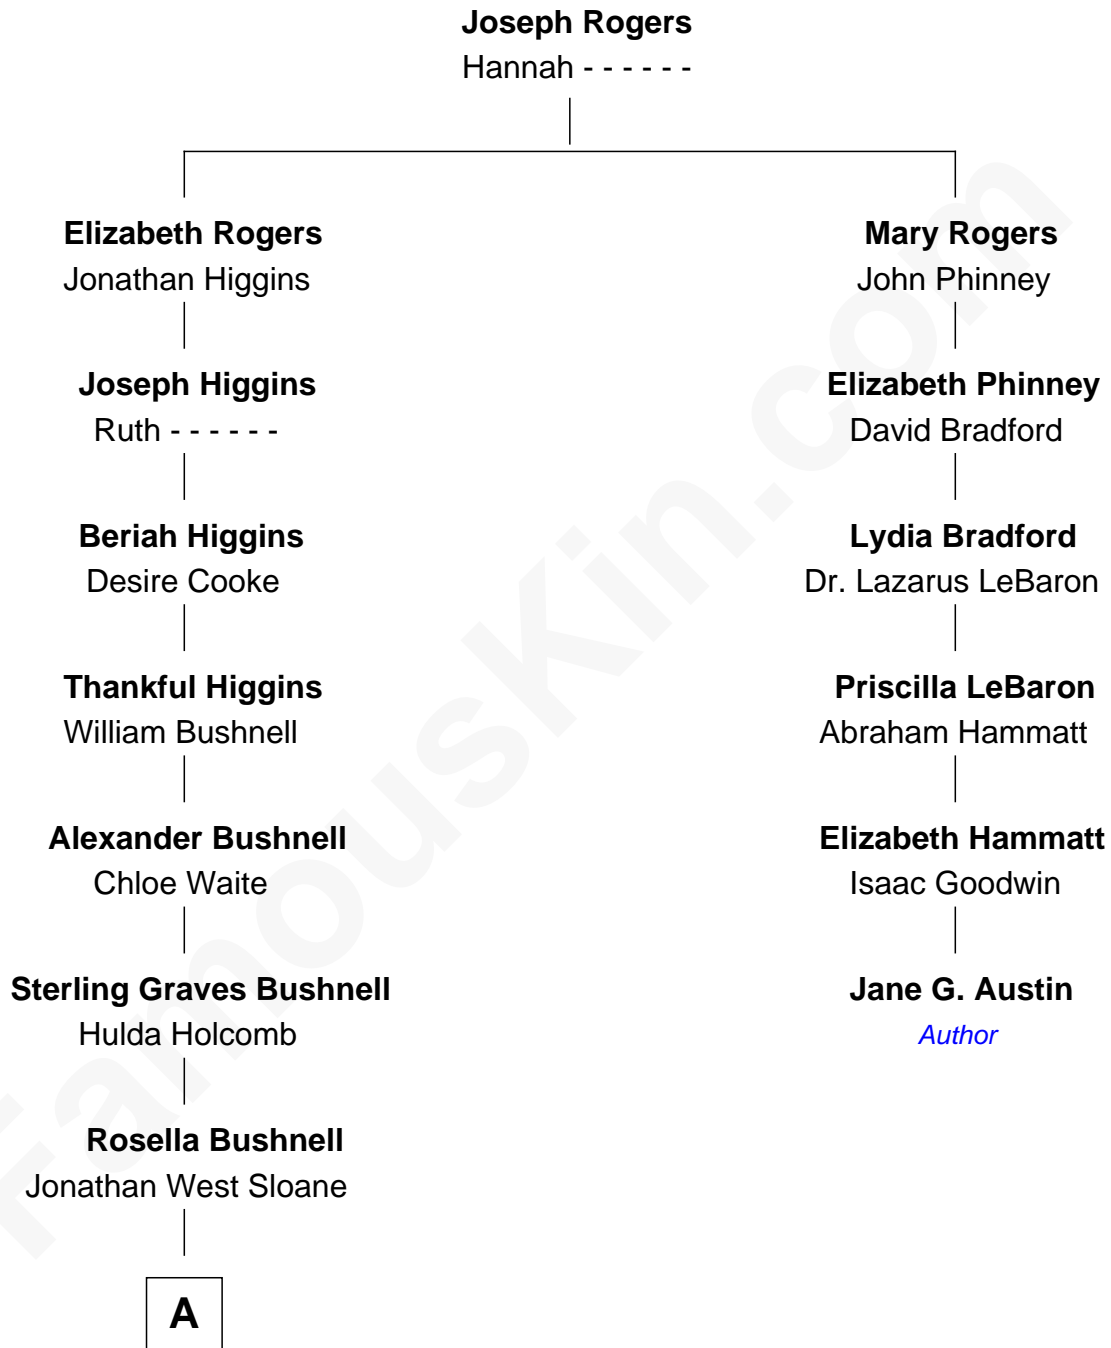 Joseph Rogers
Hannah - - - - - -
Elizabeth Rogers
Jonathan Higgins
Mary Rogers
John Phinney
Joseph Higgins
Ruth - - - - - -
Elizabeth Phinney
David Bradford
Beriah Higgins
Desire Cooke
Lydia Bradford
Dr. Lazarus LeBaron
Thankful Higgins
William Bushnell
Priscilla LeBaron
Abraham Hammatt
Alexander Bushnell
Chloe Waite
Elizabeth Hammatt
Isaac Goodwin
Sterling Graves Bushnell
Hulda Holcomb
Jane G. Austin
Author
Rosella Bushnell
Jonathan West Sloane
A
FamousKin.com